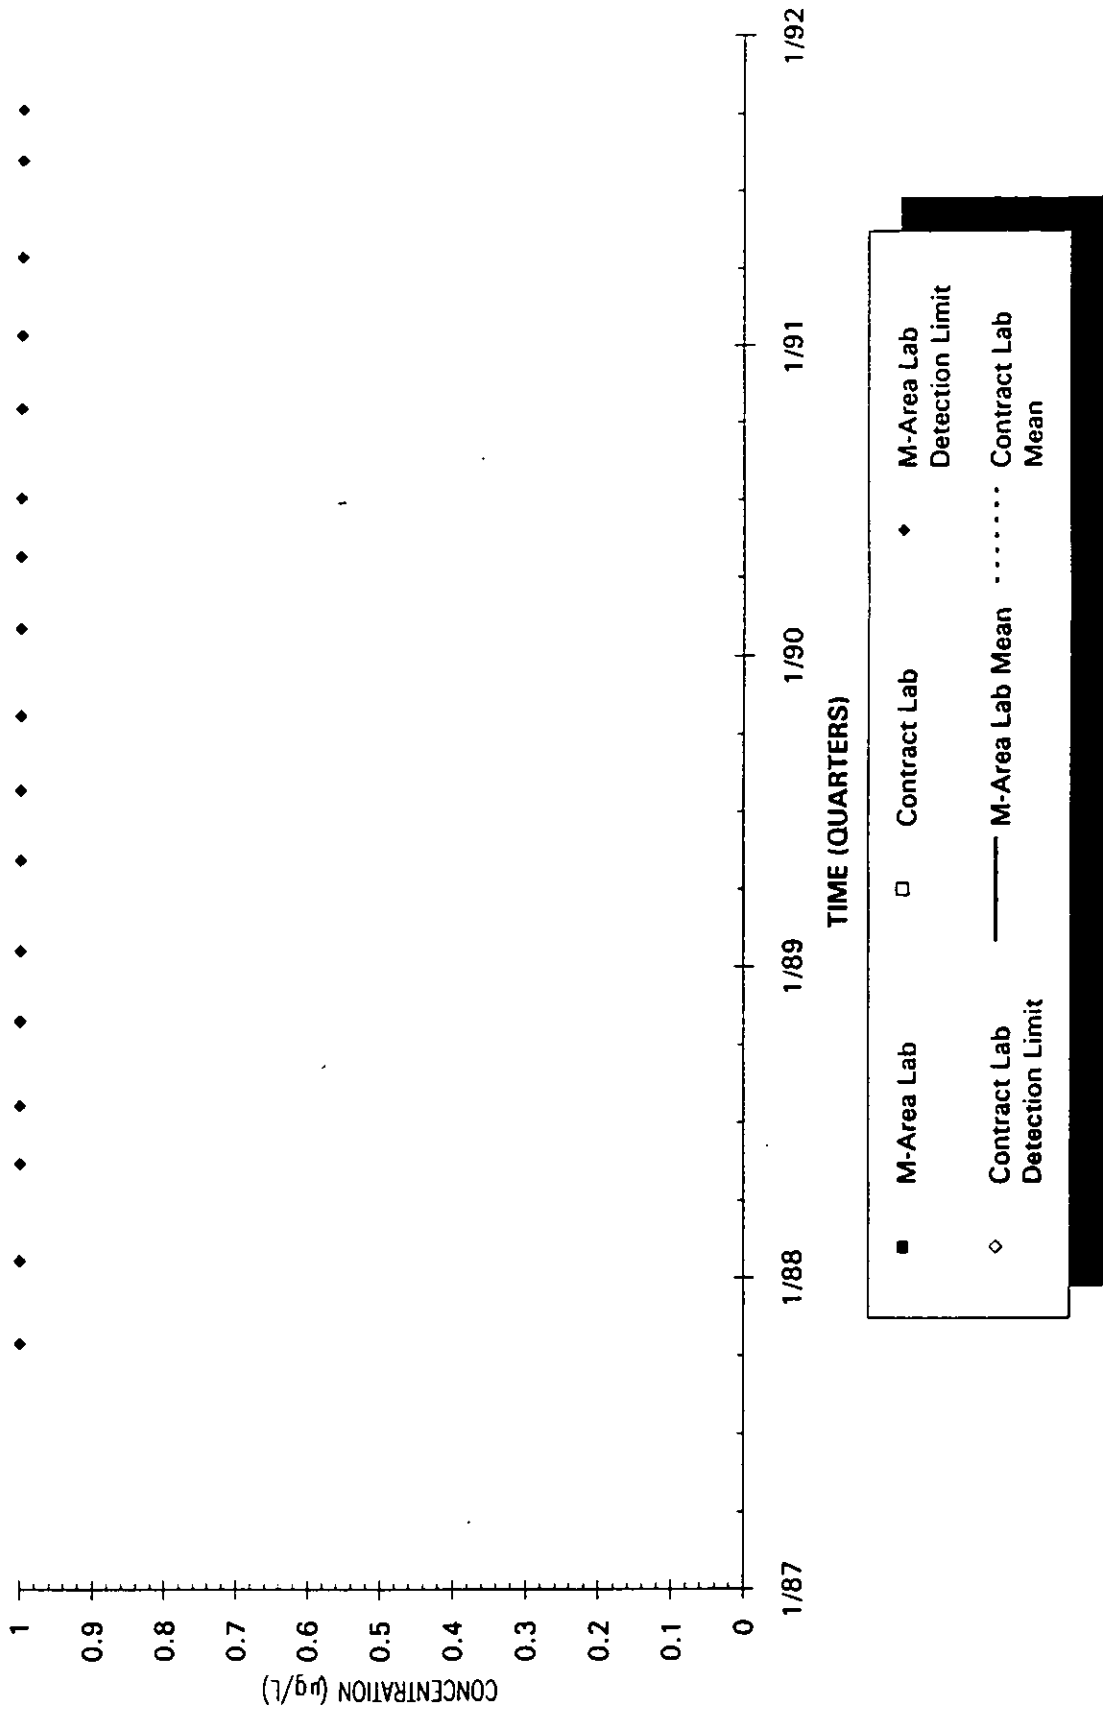 CONCENTRATION (µg/L)
1
0.9
0.8
0.7
0.6
0.5
0.4
0.3
0.2
0.1
0
1/87
1/88
1/89
1/90
1/91
1/92
TIME (QUARTERS)
M-Area Lab
Contract Lab
M-Area Lab
Detection Limit
Contract Lab
Detection Limit
M-Area Lab Mean
Contract Lab
Mean